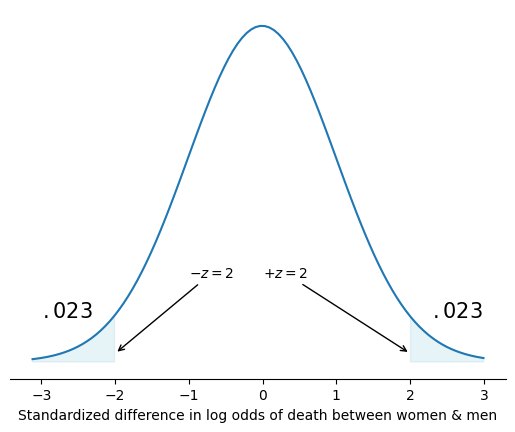 −z = 2 +z = 2
.023 .023
−3 −2 −1 0 1 2 3
Standardized difference in log odds of death between women & men